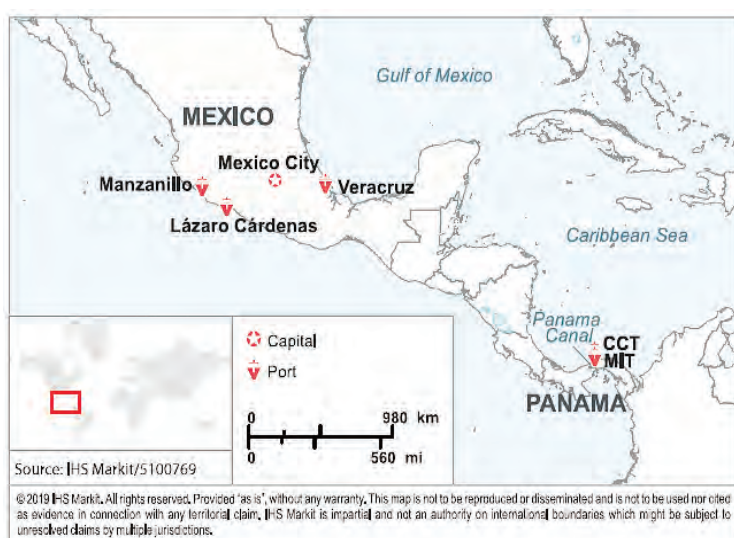 Gulf of Mexico
MEXICO
Mexico City
Manzanillo
Veracruz
Lázaro Cárdenas
Caribbean Sea
Panama
Canal
CCT
MIT
PANAMA
Capital
Port
0 980 km
0 560 mi
Source: IHS Markit/5100769
© 2019 IHS Markit. All rights reserved. Provided “as is”, without any warranty. This map is not to be reproduced or disseminated and is not to be used nor cited
as evidence in connection with any territorial claim. IHS Markit is impartial and not an authority on international boundaries which might be subject to
unresolved claims by multiple jurisdictions.